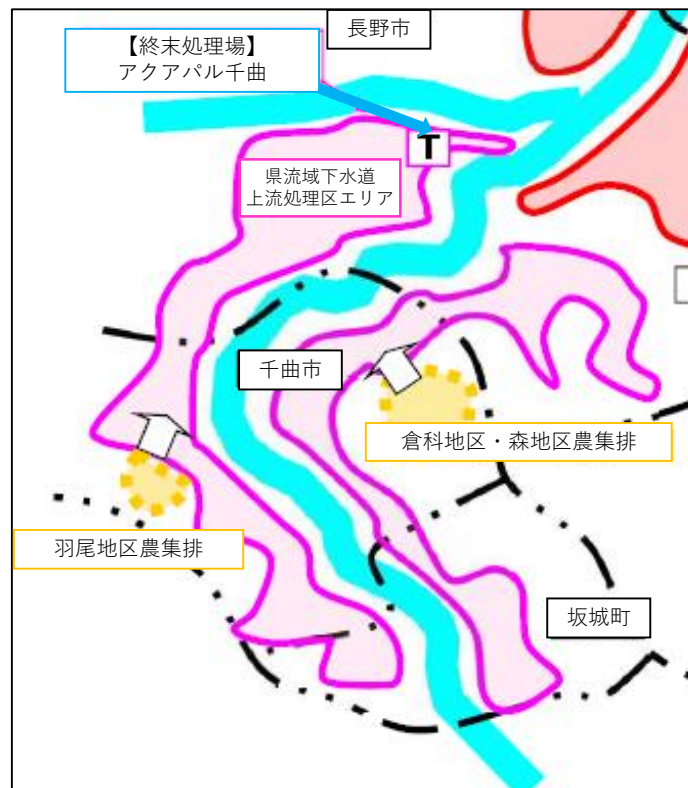 長野市
【終末処理場】
アクアパル千曲
T
県流域下水道
上流処理区エリア
千曲市
倉科地区・森地区農集排
羽尾地区農集排
坂城町